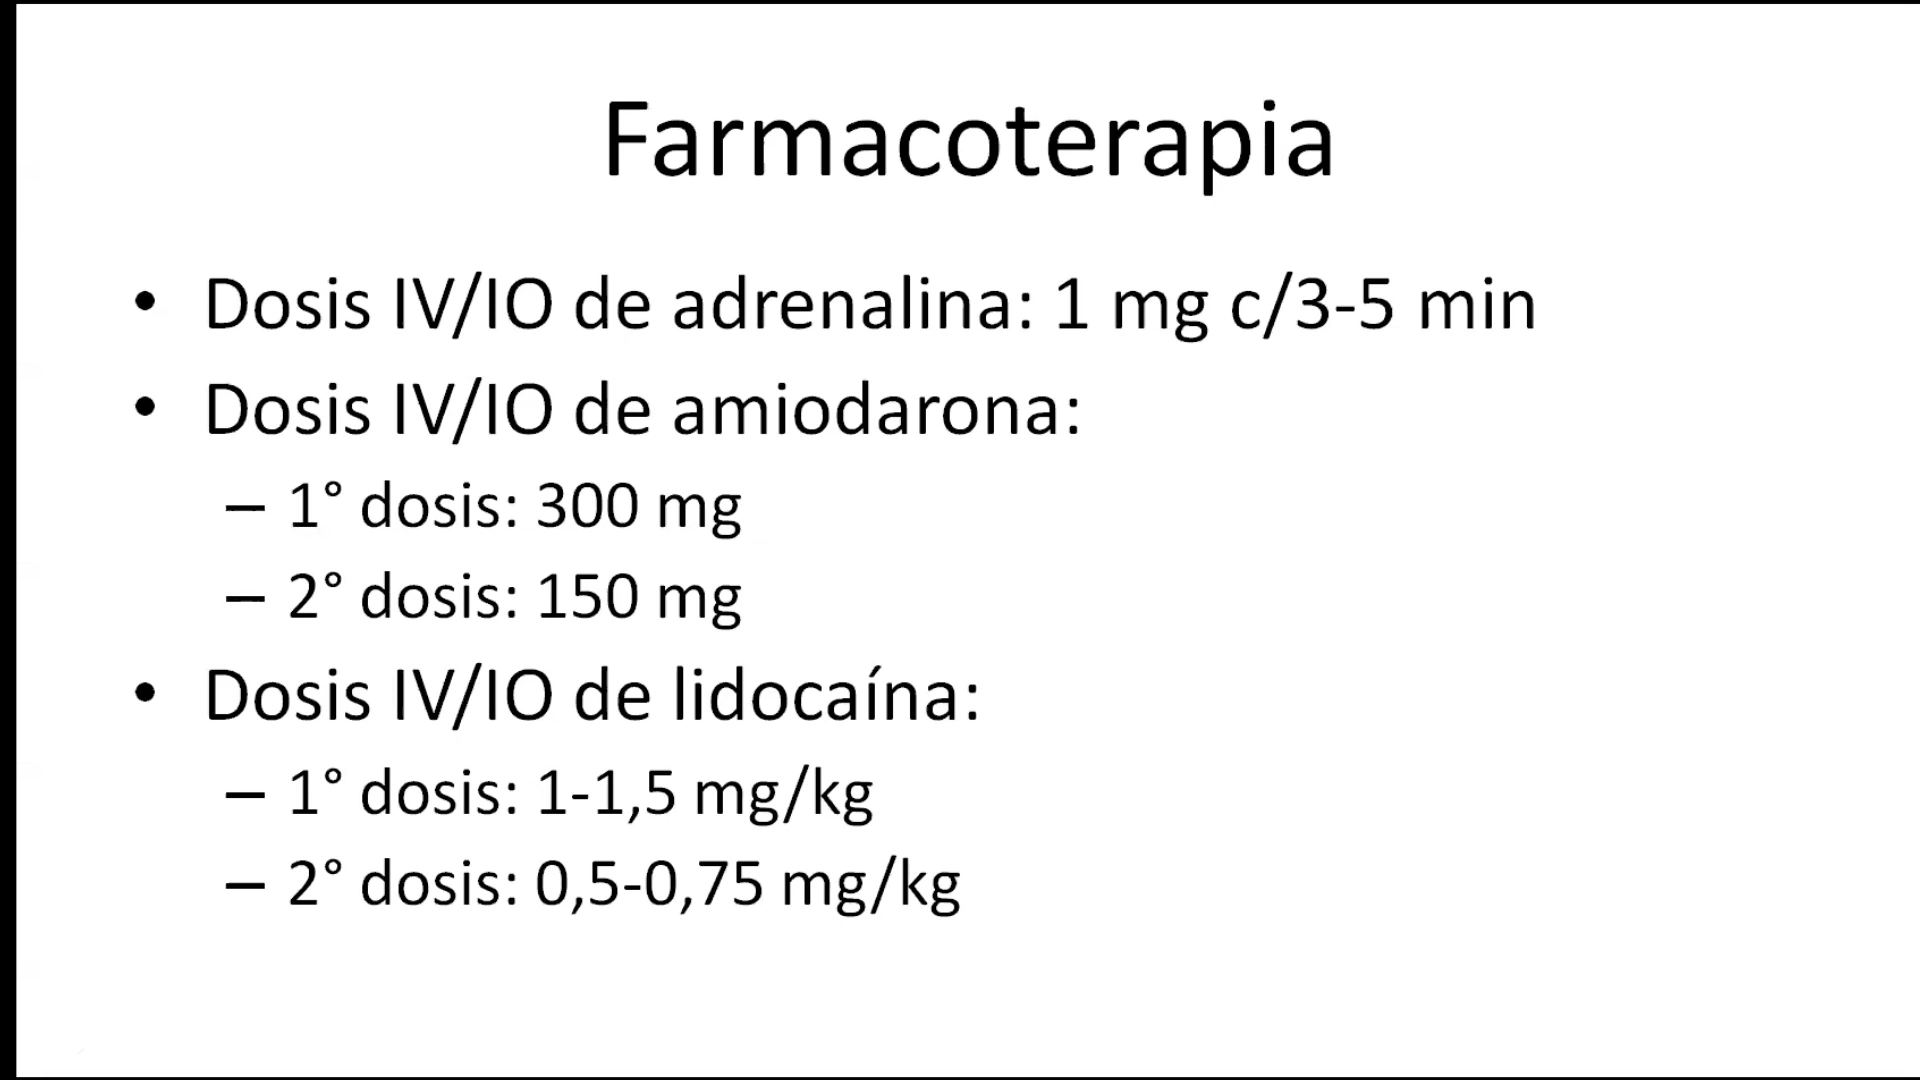 Farmacoterapia
• Dosis IV/IO de adrenalina: 1 mg c/3-5 min
• Dosis IV/IO de amiodarona:
– 1° dosis: 300 mg
– 2° dosis: 150 mg
• Dosis IV/IO de lidocaína:
– 1° dosis: 1-1,5 mg/kg
– 2° dosis: 0,5-0,75 mg/kg